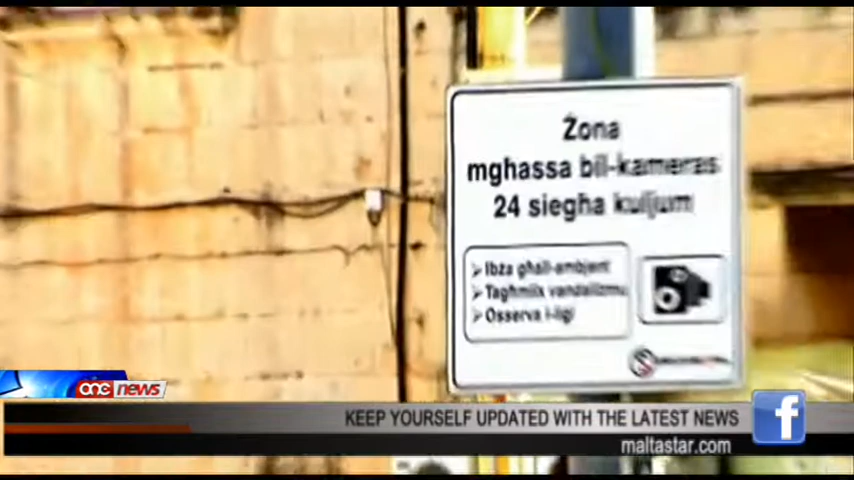 Żona
mghassa bil-kameras
24 siegħa kuljum
Ibża għall-ambjent
Tagħmilx vandaliżmu
Osserva l-liġi
one news
KEEP YOURSELF UPDATED WITH THE LATEST NEWS
f
maltastar.com